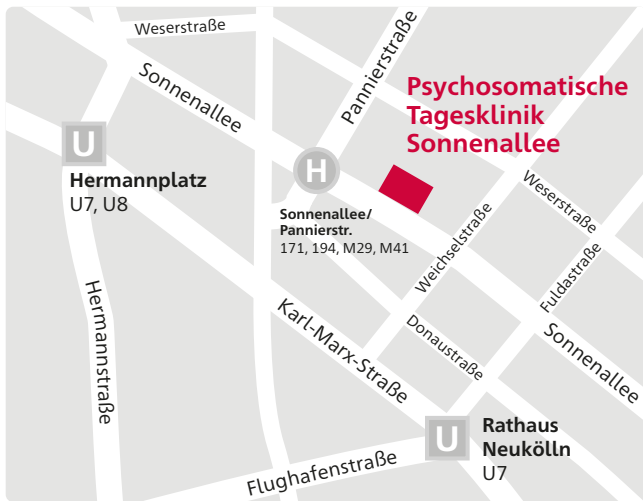 Weserstraße
Sonnenallee
Pannierstraße
Psychosomatische
Tagesklinik
Sonnenallee
U
Hermannplatz
U7, U8
H
Sonnenallee/
Pannierstr.
171, 194, M29, M41
Weserstraße
Weichselstraße
Fuldastraße
Hermannstraße
Karl-Marx-Straße
Donaustraße
Sonnenallee
U
Rathaus
Neukölln
U7
Flughafenstraße